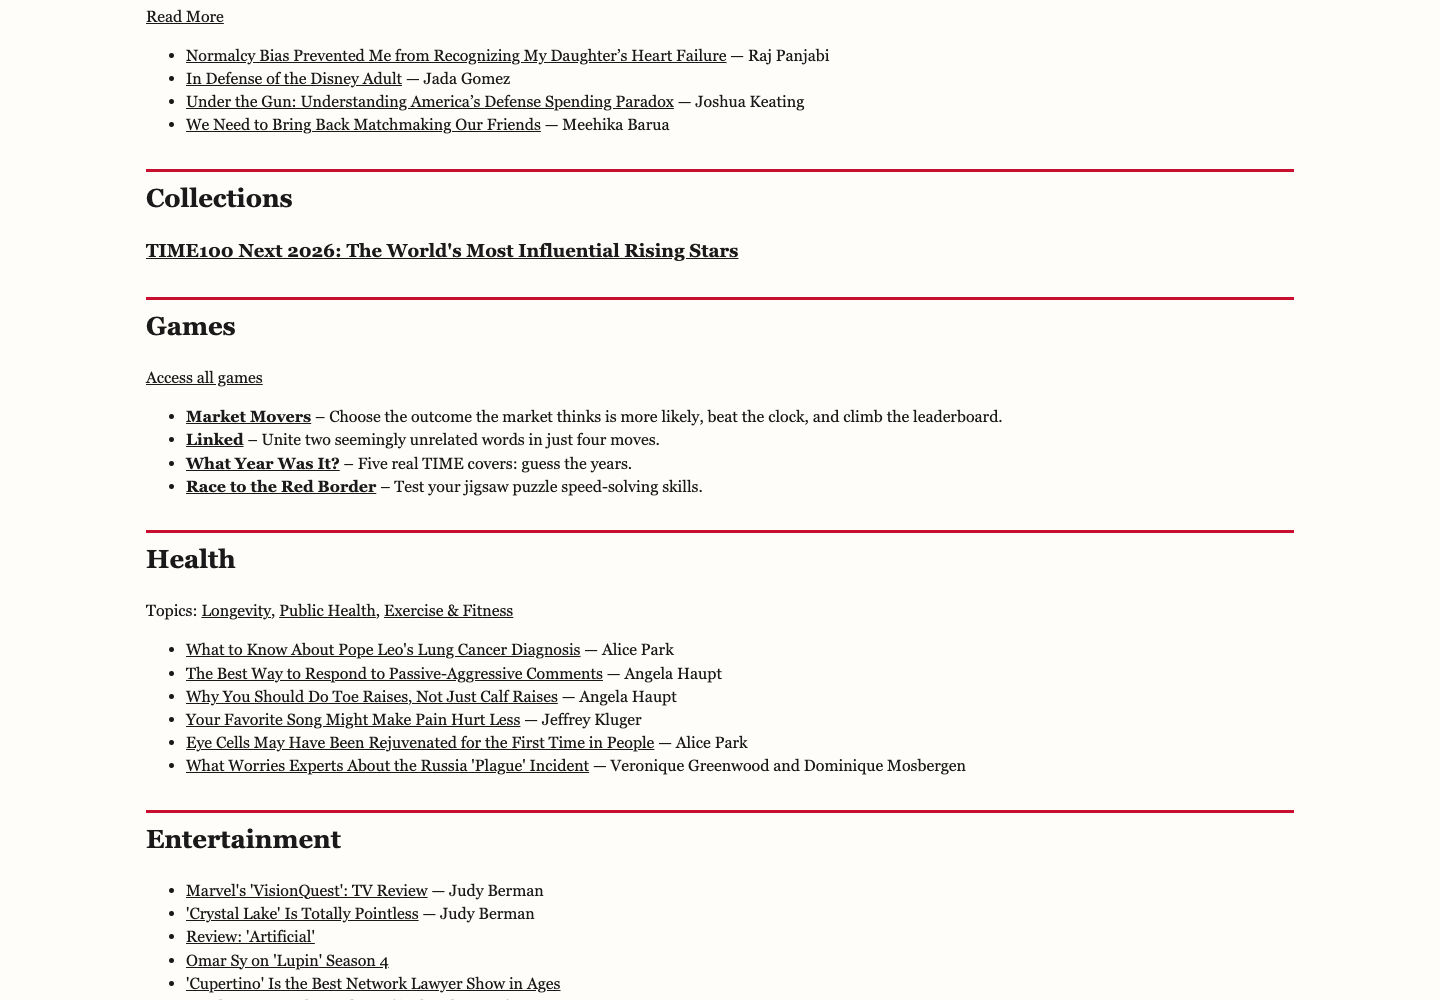 Read More
• Normalcy Bias Prevented Me from Recognizing My Daughter’s Heart Failure — Raj Panjabi
• In Defense of the Disney Adult — Jada Gomez
• Under the Gun: Understanding America’s Defense Spending Paradox — Joshua Keating
• We Need to Bring Back Matchmaking Our Friends — Meehika Barua
Collections
TIME100 Next 2026: The World's Most Influential Rising Stars
Games
Access all games
• Market Movers – Choose the outcome the market thinks is more likely, beat the clock, and climb the leaderboard.
• Linked – Unite two seemingly unrelated words in just four moves.
• What Year Was It? – Five real TIME covers: guess the years.
• Race to the Red Border – Test your jigsaw puzzle speed-solving skills.
Health
Topics: Longevity, Public Health, Exercise & Fitness
• What to Know About Pope Leo's Lung Cancer Diagnosis — Alice Park
• The Best Way to Respond to Passive-Aggressive Comments — Angela Haupt
• Why You Should Do Toe Raises, Not Just Calf Raises — Angela Haupt
• Your Favorite Song Might Make Pain Hurt Less — Jeffrey Kluger
• Eye Cells May Have Been Rejuvenated for the First Time in People — Alice Park
• What Worries Experts About the Russia 'Plague' Incident — Veronique Greenwood and Dominique Mosbergen
Entertainment
• Marvel's 'VisionQuest': TV Review — Judy Berman
• 'Crystal Lake' Is Totally Pointless — Judy Berman
• Review: 'Artificial'
• Omar Sy on 'Lupin' Season 4
• 'Cupertino' Is the Best Network Lawyer Show in Ages